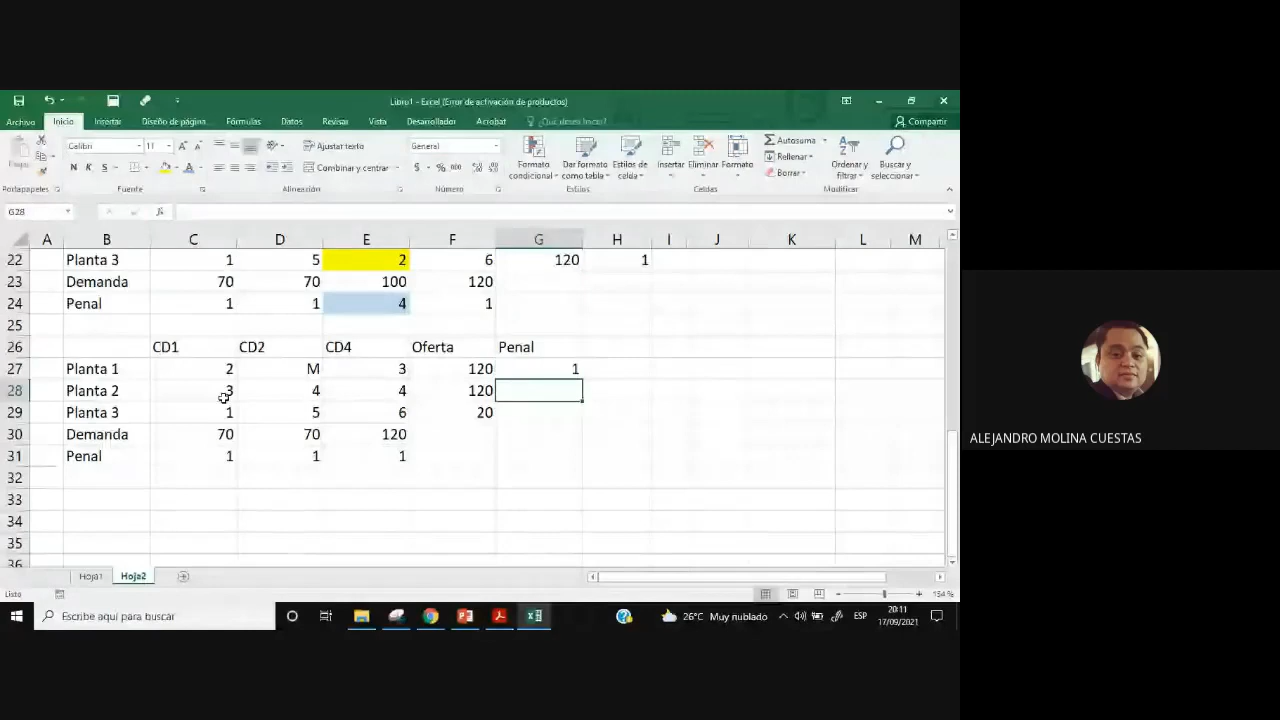 Libro1 - Excel (Error de activación de productos)
Archivo Inicio Insertar Diseño de página Fórmulas Datos Revisar Vista Desarrollador Acrobat ¿Qué desea hacer? Compartir
Calibri 11 Ajustar texto General Autosuma
N K S Combinar y centrar $ % 000 Formato condicional Dar formato como tabla Estilos de celda Insertar Eliminar Formato Rellenar Borrar Ordenar y filtrar Buscar y seleccionar
Portapapeles Fuente Alineación Número Estilos Celdas Modificar
G28 fx
A B C D E F G H I J K L M
22 Planta 3 1 5 2 6 120 1
23 Demanda 70 70 100 120
24 Penal 1 1 4 1
25
26 CD1 CD2 CD4 Oferta Penal
27 Planta 1 2 M 3 120 1
28 Planta 2 3 4 4 120
29 Planta 3 1 5 6 20
30 Demanda 70 70 120
31 Penal 1 1 1
32
33
34
35
36
Hoja1 Hoja2
Listo 154 %
Escribe aquí para buscar 26°C Muy nublado ESP 20:11
17/09/2021
ALEJANDRO MOLINA CUESTAS